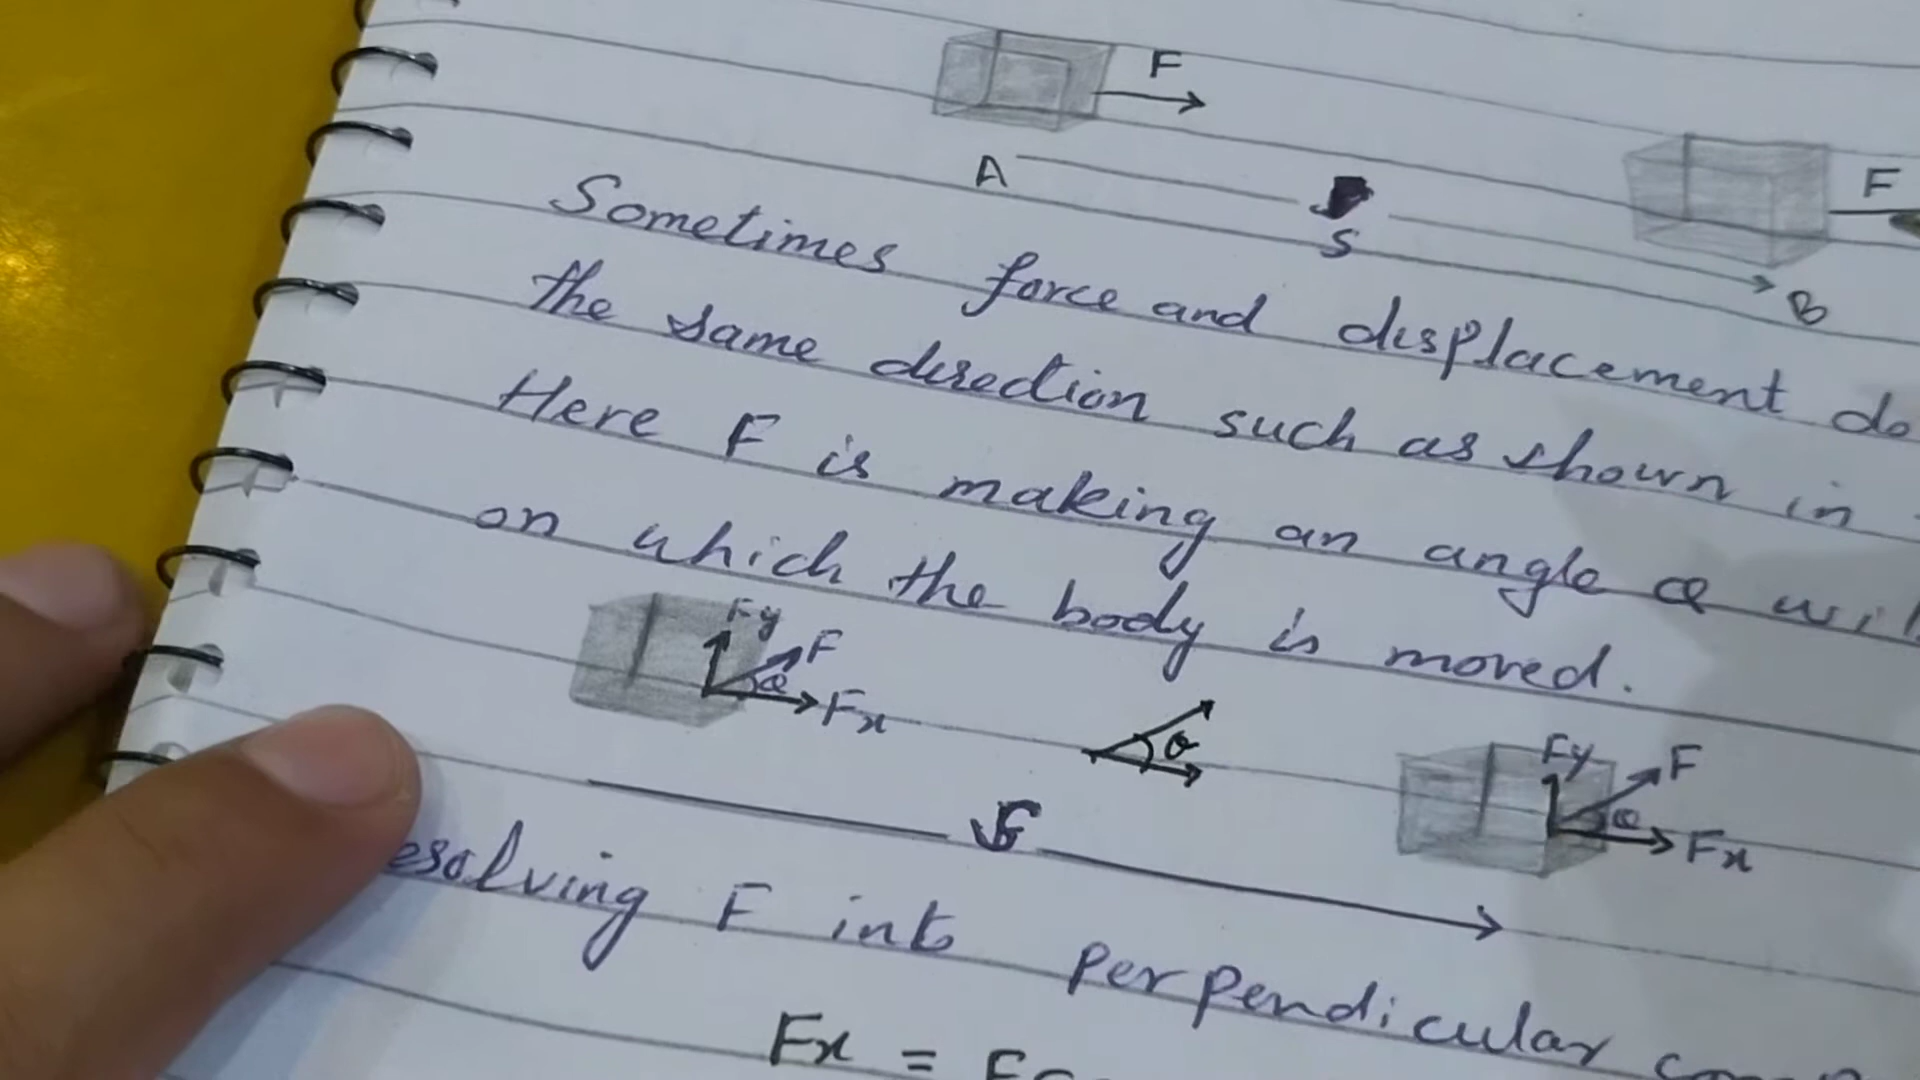 F
F
A
S
B
Sometimes force and displacement do
the same direction such as shown in
Here F is making an angle θ
on which the body is moved.
Fy
F
θ
Fx
θ
Fy
F
θ
Fx
esolving F into perpendicular
Fx =